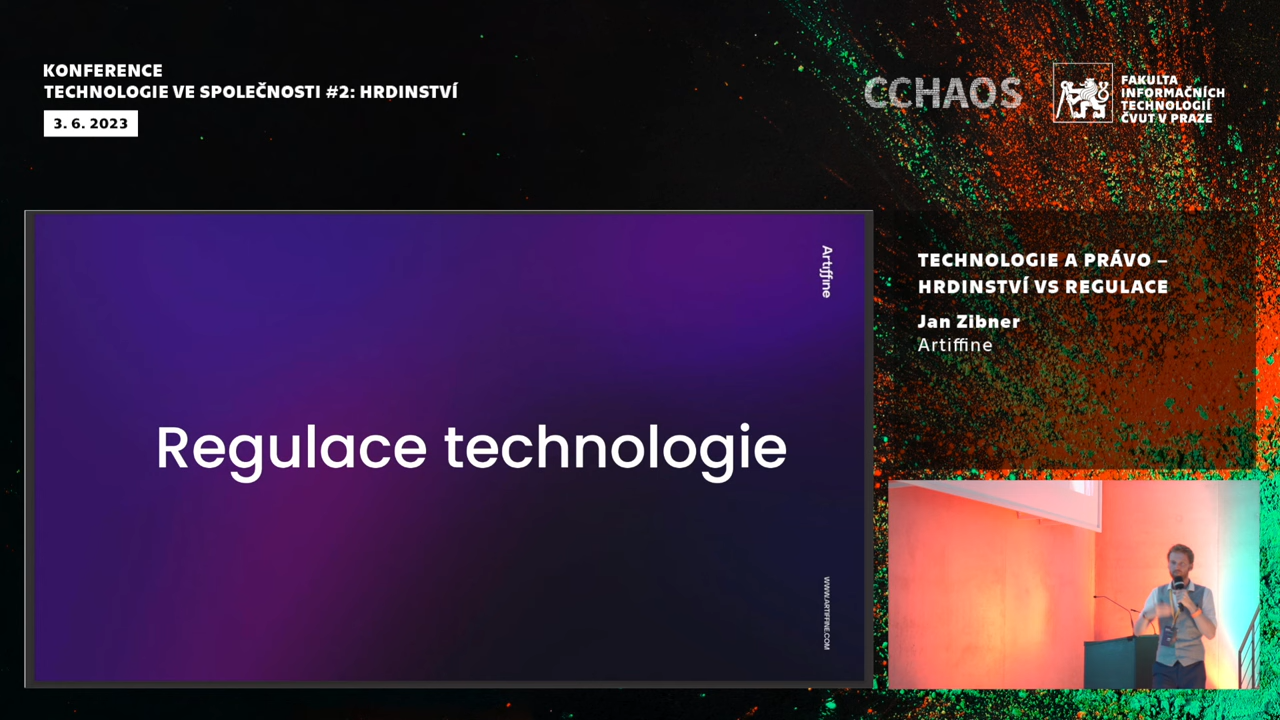 KONFERENCE
TECHNOLOGIE VE SPOLEČNOSTI #2: HRDINSTVÍ
3. 6. 2023
CCHAOS
FAKULTA
INFORMAČNÍCH
TECHNOLOGIÍ
ČVUT V PRAZE
Artiffine
Regulace technologie
WWW.ARTIFFINE.COM
TECHNOLOGIE A PRÁVO –
HRDINSTVÍ VS REGULACE
Jan Zibner
Artiffine